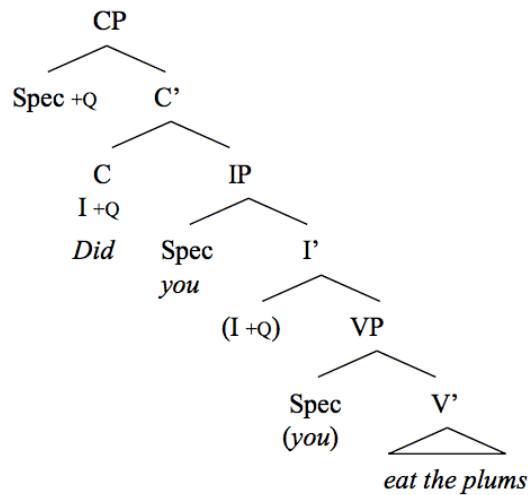 CP
Spec +Q C’
C IP
I +Q
Did Spec I’
you
(I +Q) VP
Spec V’
(you)
eat the plums